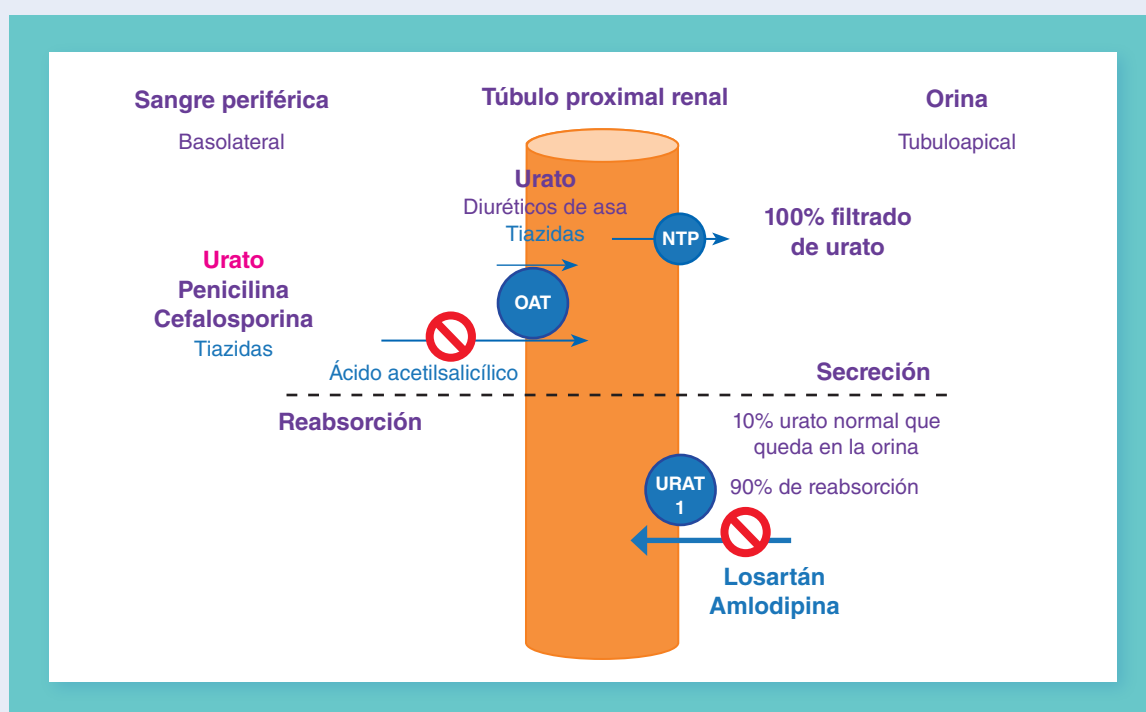 Sangre periférica
Basolateral
Túbulo proximal renal
Orina
Tubuloapical
Urato
Diuréticos de asa
Tiazidas
NTP
100% filtrado
de urato
Urato
Penicilina
Cefalosporina
Tiazidas
OAT
Ácido acetilsalicílico
Secreción
Reabsorción
10% urato normal que
queda en la orina
90% de reabsorción
URAT
1
Losartán
Amlodipina